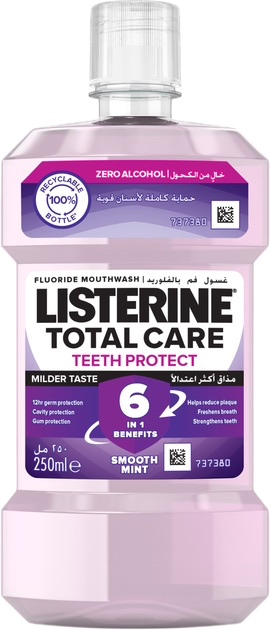 ZERO ALCOHOL | خالٍ من الكحول
RECYCLABLE
100%
BOTTLE*
حماية كاملة لأسنان قوية
737380
FLUORIDE MOUTHWASH | غسول فم بالفلوريد
LISTERINE®
TOTAL CARE
TEETH PROTECT
MILDER TASTE
مذاق أكثر اعتدالاً
6
IN 1
BENEFITS
12hr germ protection
Cavity protection
Gum protection
Helps reduce plaque
Freshens breath
Strengthens teeth
٢٥٠ مل
250ml e
SMOOTH
MINT
737380